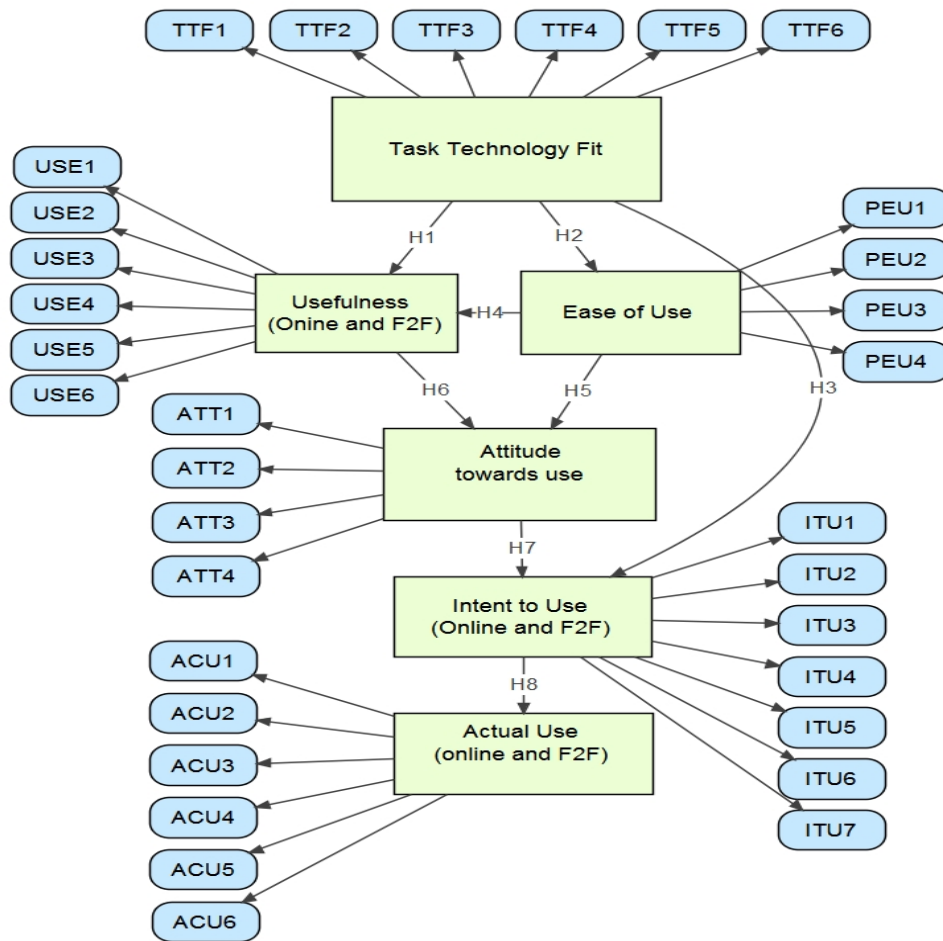 TTF1
TTF2
TTF3
TTF4
TTF5
TTF6
Task Technology Fit
USE1
USE2
USE3
USE4
USE5
USE6
PEU1
PEU2
PEU3
PEU4
H1
H2
H3
Usefulness
(Onine and F2F)
H4
Ease of Use
H6
H5
ATT1
ATT2
ATT3
ATT4
Attitude
towards use
H7
ITU1
ITU2
ITU3
ITU4
ITU5
ITU6
ITU7
Intent to Use
(Online and F2F)
H8
ACU1
ACU2
ACU3
ACU4
ACU5
ACU6
Actual Use
(online and F2F)